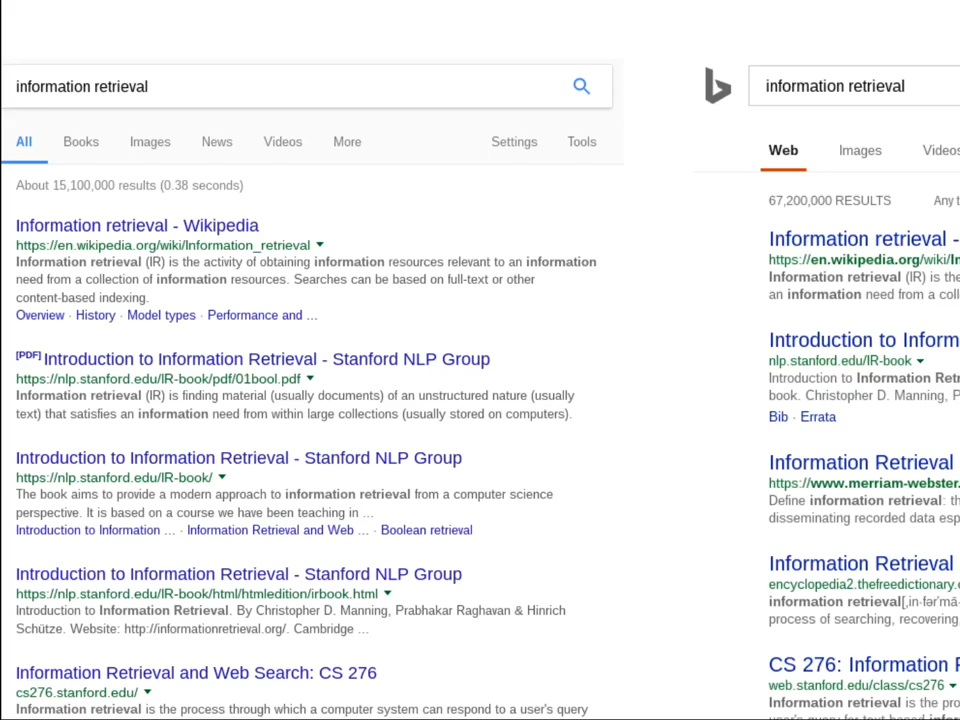 information retrieval
All Books Images News Videos More Settings Tools
About 15,100,000 results (0.38 seconds)
Information retrieval - Wikipedia
https://en.wikipedia.org/wiki/Information_retrieval
Information retrieval (IR) is the activity of obtaining information resources relevant to an information
need from a collection of information resources. Searches can be based on full-text or other
content-based indexing.
Overview · History · Model types · Performance and ...
[PDF] Introduction to Information Retrieval - Stanford NLP Group
https://nlp.stanford.edu/IR-book/pdf/01bool.pdf
Information retrieval (IR) is finding material (usually documents) of an unstructured nature (usually
text) that satisfies an information need from within large collections (usually stored on computers).
Introduction to Information Retrieval - Stanford NLP Group
https://nlp.stanford.edu/IR-book/
The book aims to provide a modern approach to information retrieval from a computer science
perspective. It is based on a course we have been teaching in ...
Introduction to Information ... · Information Retrieval and Web ... · Boolean retrieval
Introduction to Information Retrieval - Stanford NLP Group
https://nlp.stanford.edu/IR-book/html/htmledition/irbook.html
Introduction to Information Retrieval. By Christopher D. Manning, Prabhakar Raghavan & Hinrich
Schütze. Website: http://informationretrieval.org/. Cambridge ...
Information Retrieval and Web Search: CS 276
cs276.stanford.edu/
Information retrieval is the process through which a computer system can respond to a user's query
information retrieval
Web Images Videos
67,200,000 RESULTS Any t
Information retrieval -
https://en.wikipedia.org/wiki/In
Information retrieval (IR) is the
an information need from a coll
Introduction to Inform
nlp.stanford.edu/IR-book
Introduction to Information Retr
book. Christopher D. Manning, P
Bib · Errata
Information Retrieval
https://www.merriam-webster.
Define information retrieval: th
disseminating recorded data esp
Information Retrieval
encyclopedia2.thefreedictionary.c
information retrieval[‚in·fər′mā·
process of searching, recovering,
CS 276: Information R
web.stanford.edu/class/cs276
Information retrieval is the pro